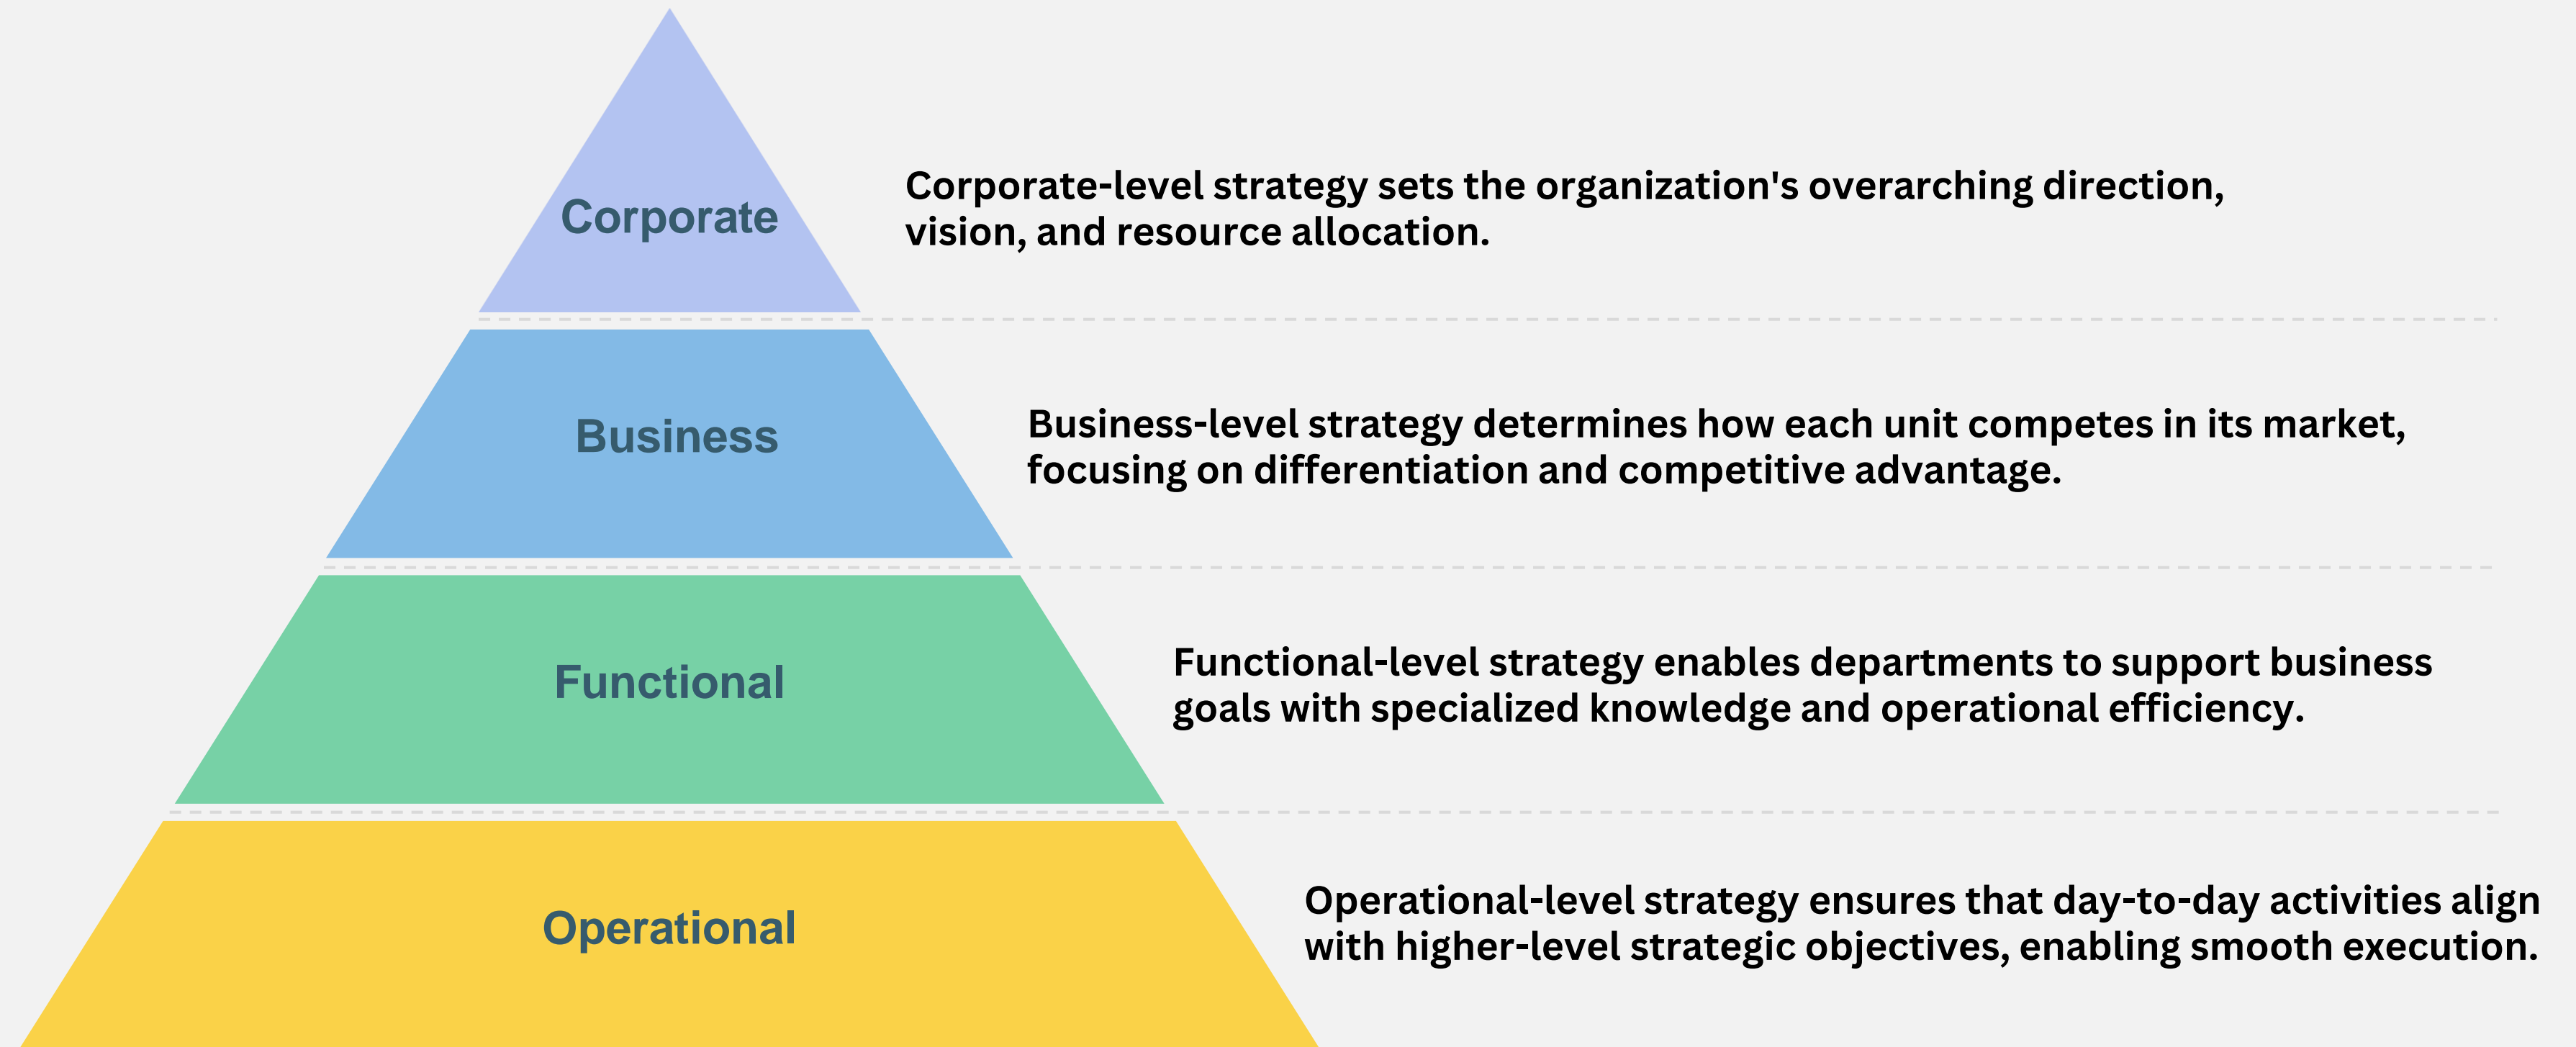 Corporate
Corporate-level strategy sets the organization's overarching direction,
vision, and resource allocation.
Business
Business-level strategy determines how each unit competes in its market,
focusing on differentiation and competitive advantage.
Functional
Functional-level strategy enables departments to support business
goals with specialized knowledge and operational efficiency.
Operational
Operational-level strategy ensures that day-to-day activities align
with higher-level strategic objectives, enabling smooth execution.